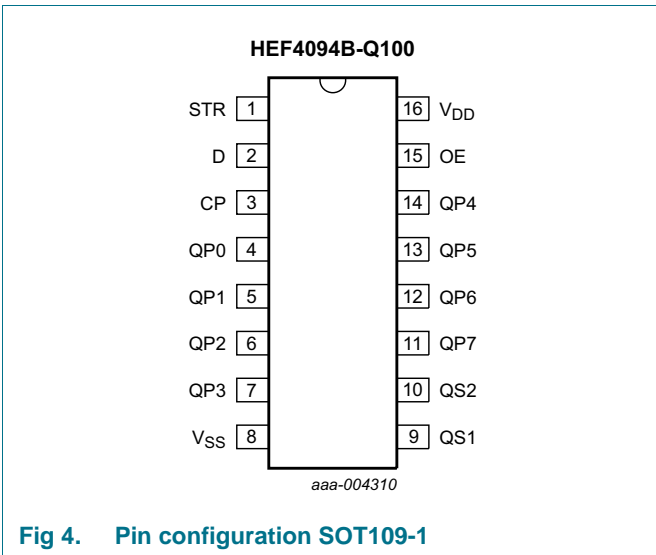 HEF4094B-Q100
STR 1 16 VDD
D 2 15 OE
CP 3 14 QP4
QP0 4 13 QP5
QP1 5 12 QP6
QP2 6 11 QP7
QP3 7 10 QS2
VSS 8 9 QS1
aaa-004310
Fig 4. Pin configuration SOT109-1